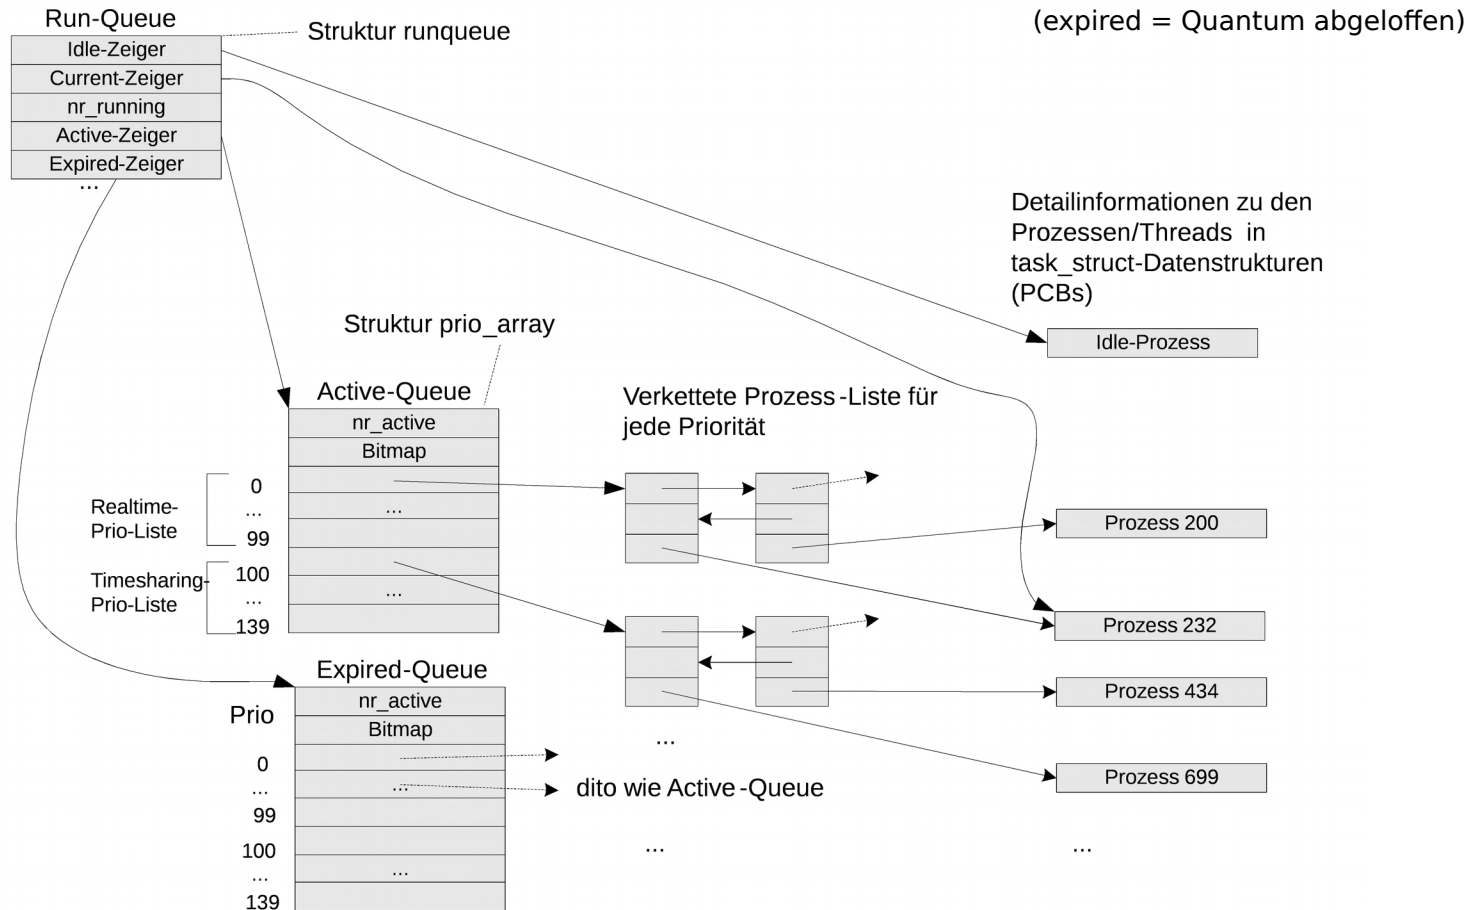 Run-Queue
(expired = Quantum abgeloffen)
Struktur runqueue
Idle-Zeiger
Current-Zeiger
nr_running
Active-Zeiger
Expired-Zeiger
...
Detailinformationen zu den
Prozessen/Threads in
task_struct-Datenstrukturen
(PCBs)
Idle-Prozess
Struktur prio_array
Active-Queue
nr_active
Bitmap
Verkettete Prozess-Liste für
jede Priorität
Realtime-
Prio-Liste
0
...
...
99
Timesharing-
Prio-Liste
100
...
...
139
Prozess 200
Prozess 232
Prozess 434
Prozess 699
...
...
...
Expired-Queue
nr_active
Bitmap
Prio
0
...
...
99
100
...
...
139
dito wie Active-Queue